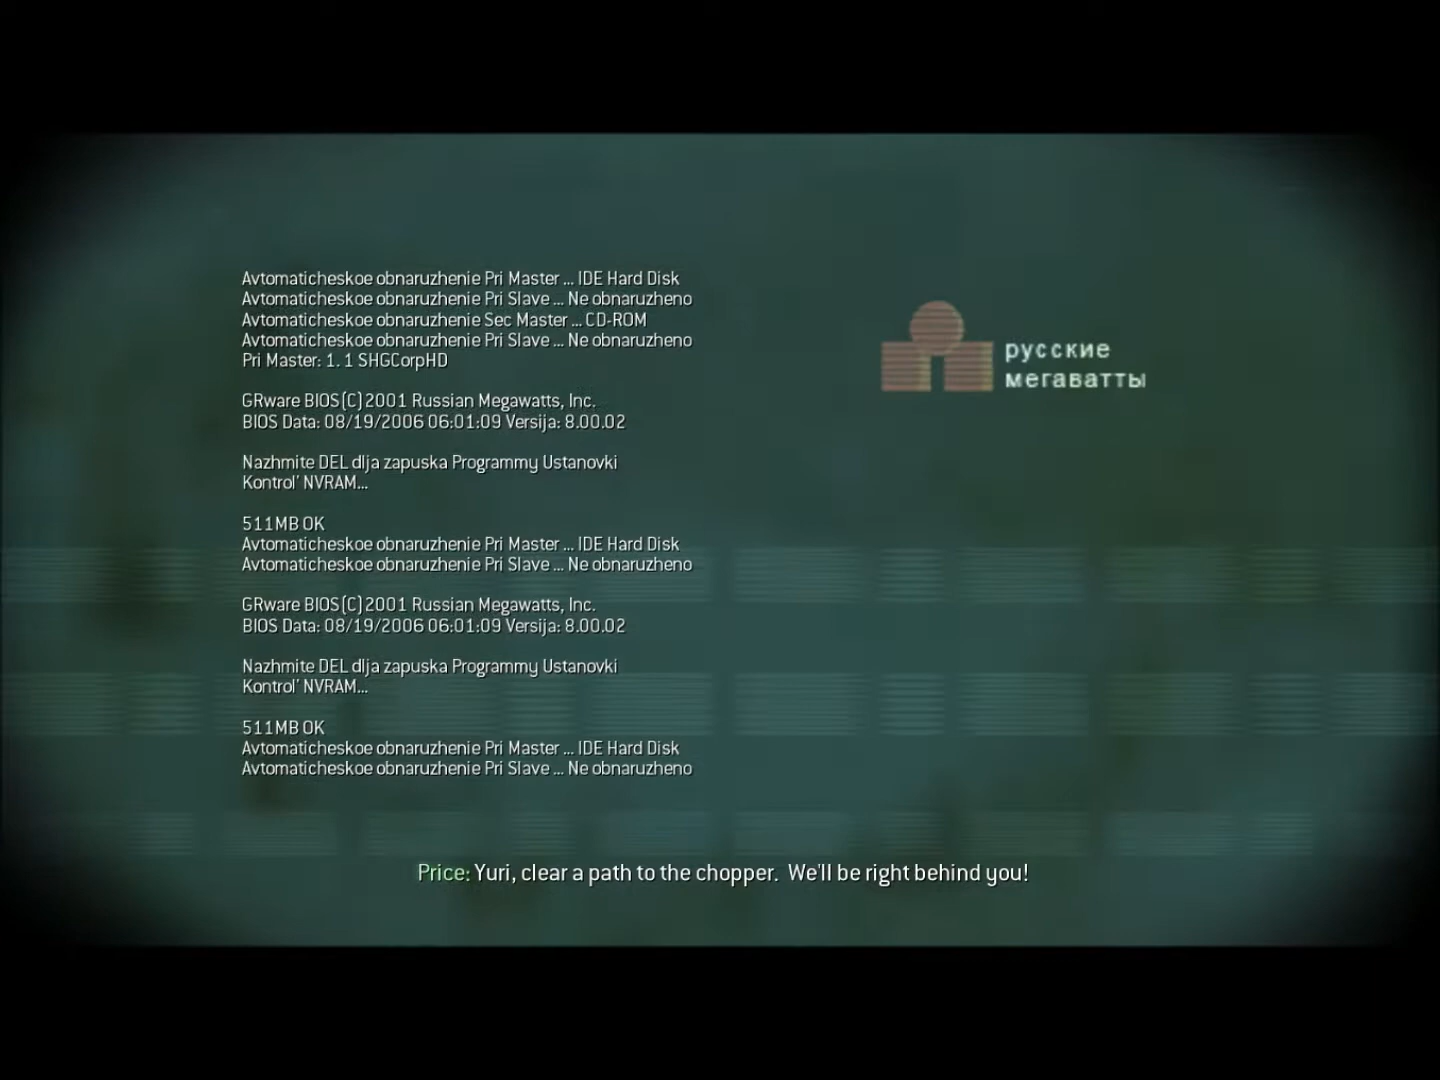 Avtomaticheskoe obnaruzhenie Pri Master ... IDE Hard Disk
Avtomaticheskoe obnaruzhenie Pri Slave ... Ne obnaruzheno
Avtomaticheskoe obnaruzhenie Sec Master ... CD-ROM
Avtomaticheskoe obnaruzhenie Pri Slave ... Ne obnaruzheno
Pri Master: 1. 1 SHGCorpHD
GRware BIOS(C)2001 Russian Megawatts, Inc.
BIOS Data: 08/19/2006 06:01:09 Versija: 8.00.02
Nazhmite DEL dlja zapuska Programmy Ustanovki
Kontrol' NVRAM...
511MB OK
Avtomaticheskoe obnaruzhenie Pri Master ... IDE Hard Disk
Avtomaticheskoe obnaruzhenie Pri Slave ... Ne obnaruzheno
GRware BIOS(C)2001 Russian Megawatts, Inc.
BIOS Data: 08/19/2006 06:01:09 Versija: 8.00.02
Nazhmite DEL dlja zapuska Programmy Ustanovki
Kontrol' NVRAM...
511MB OK
Avtomaticheskoe obnaruzhenie Pri Master ... IDE Hard Disk
Avtomaticheskoe obnaruzhenie Pri Slave ... Ne obnaruzheno
русские
мегаватты
Price: Yuri, clear a path to the chopper. We'll be right behind you!